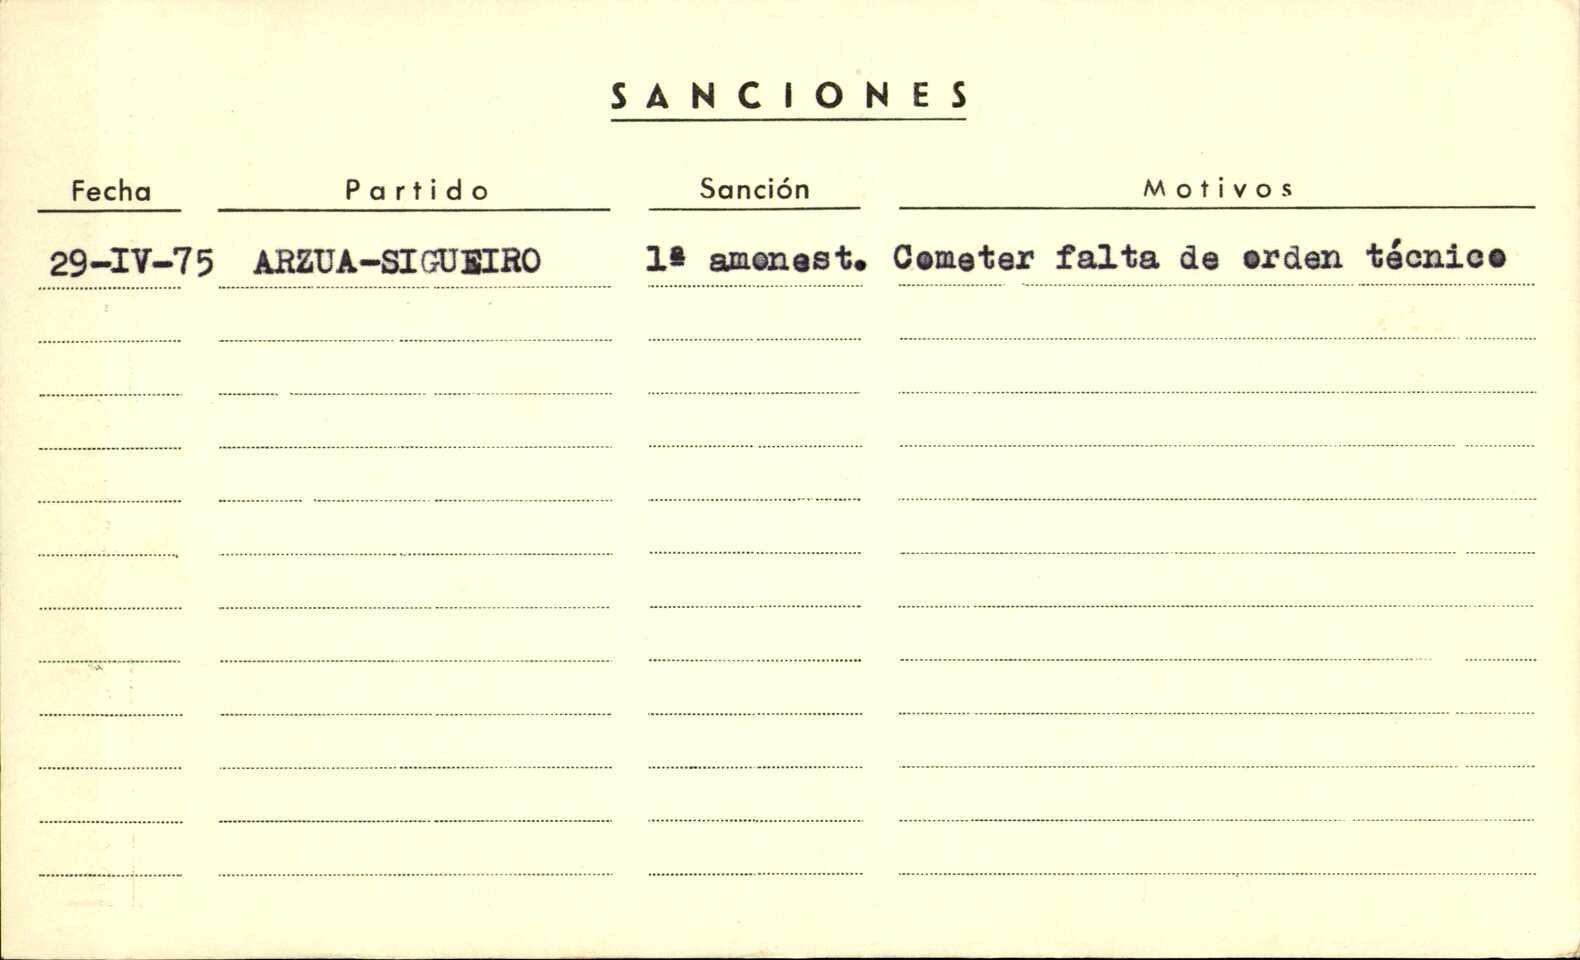 SANCIONES
Fecha Partido Sanción Motivos
29-IV-75 ARZUA-SIGUEIRO 1ª amonest. Cometer falta de orden técnico